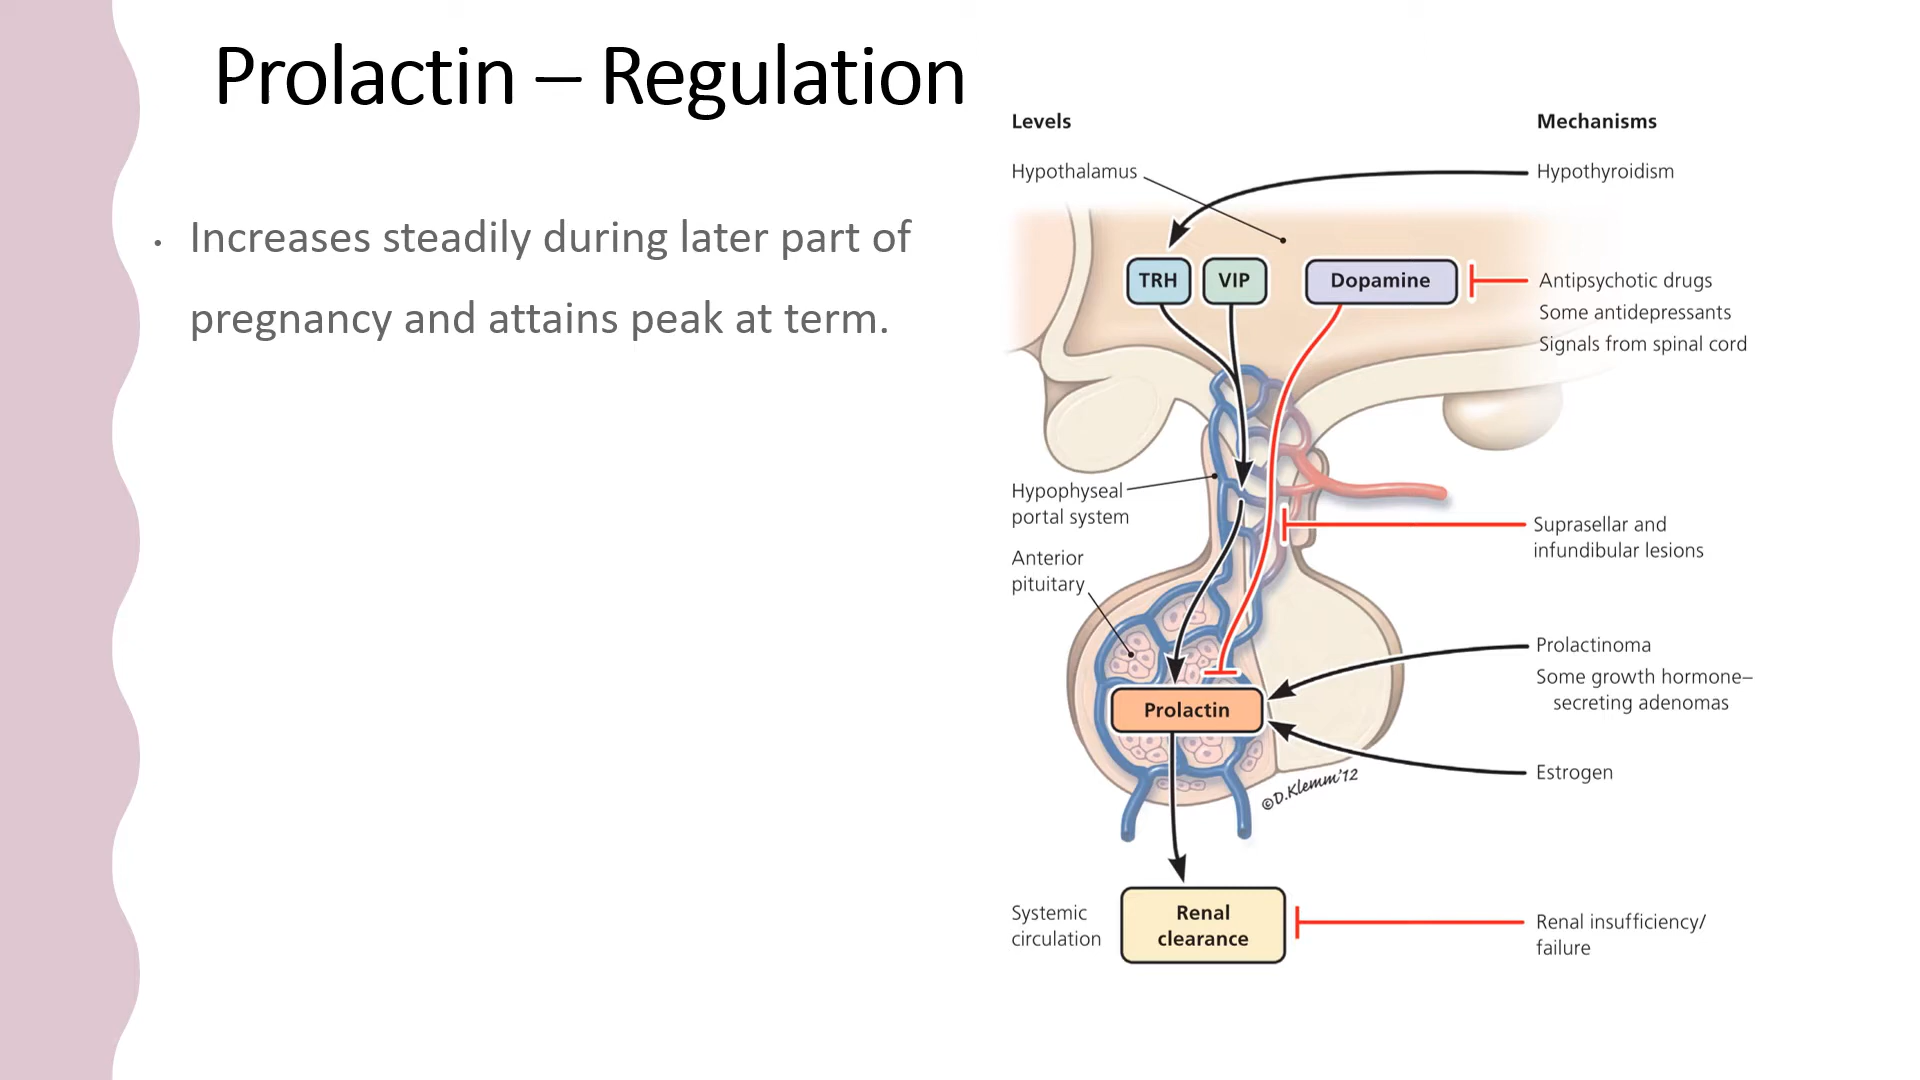 Prolactin – Regulation
• Increases steadily during later part of
pregnancy and attains peak at term.
Levels
Mechanisms
Hypothalamus
Hypothyroidism
TRH
VIP
Dopamine
Antipsychotic drugs
Some antidepressants
Signals from spinal cord
Hypophyseal
portal system
Suprasellar and
infundibular lesions
Anterior
pituitary
Prolactinoma
Some growth hormone–
secreting adenomas
Prolactin
Estrogen
©D.Klemm'12
Systemic
circulation
Renal
clearance
Renal insufficiency/
failure